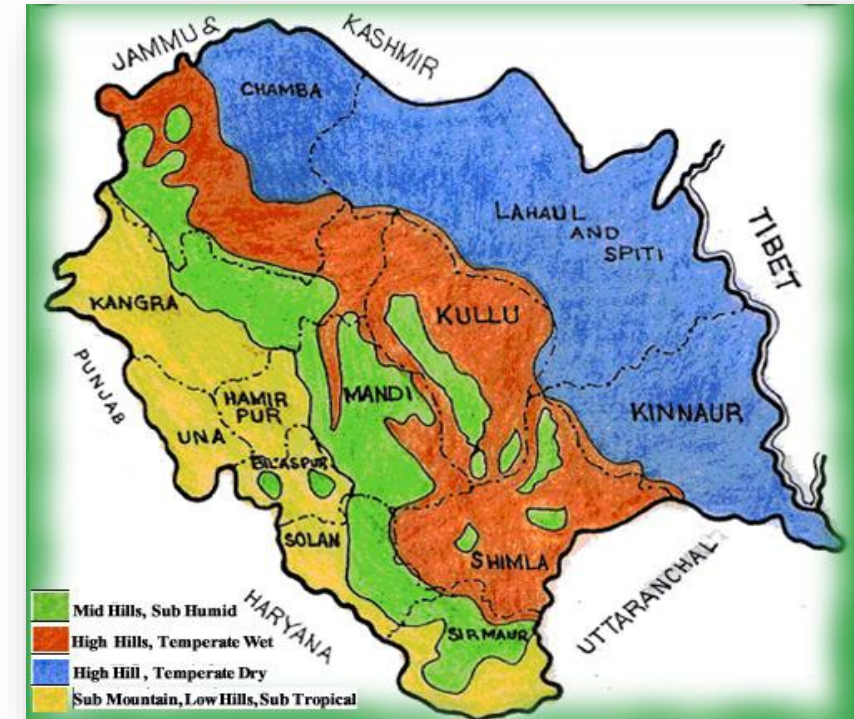 JAMMU &
KASHMIR
CHAMBA
LAHAUL
AND
SPITI
TIBET
KANGRA
KULLU
PUNJAB
HAMIR
PUR
MANDI
KINNAUR
UNA
BILASPUR
SOLAN
SHIMLA
HARYANA
UTTARANCHAL
SIRMAUR
Mid Hills, Sub Humid
High Hills, Temperate Wet
High Hill , Temperate Dry
Sub Mountain, Low Hills, Sub Tropical